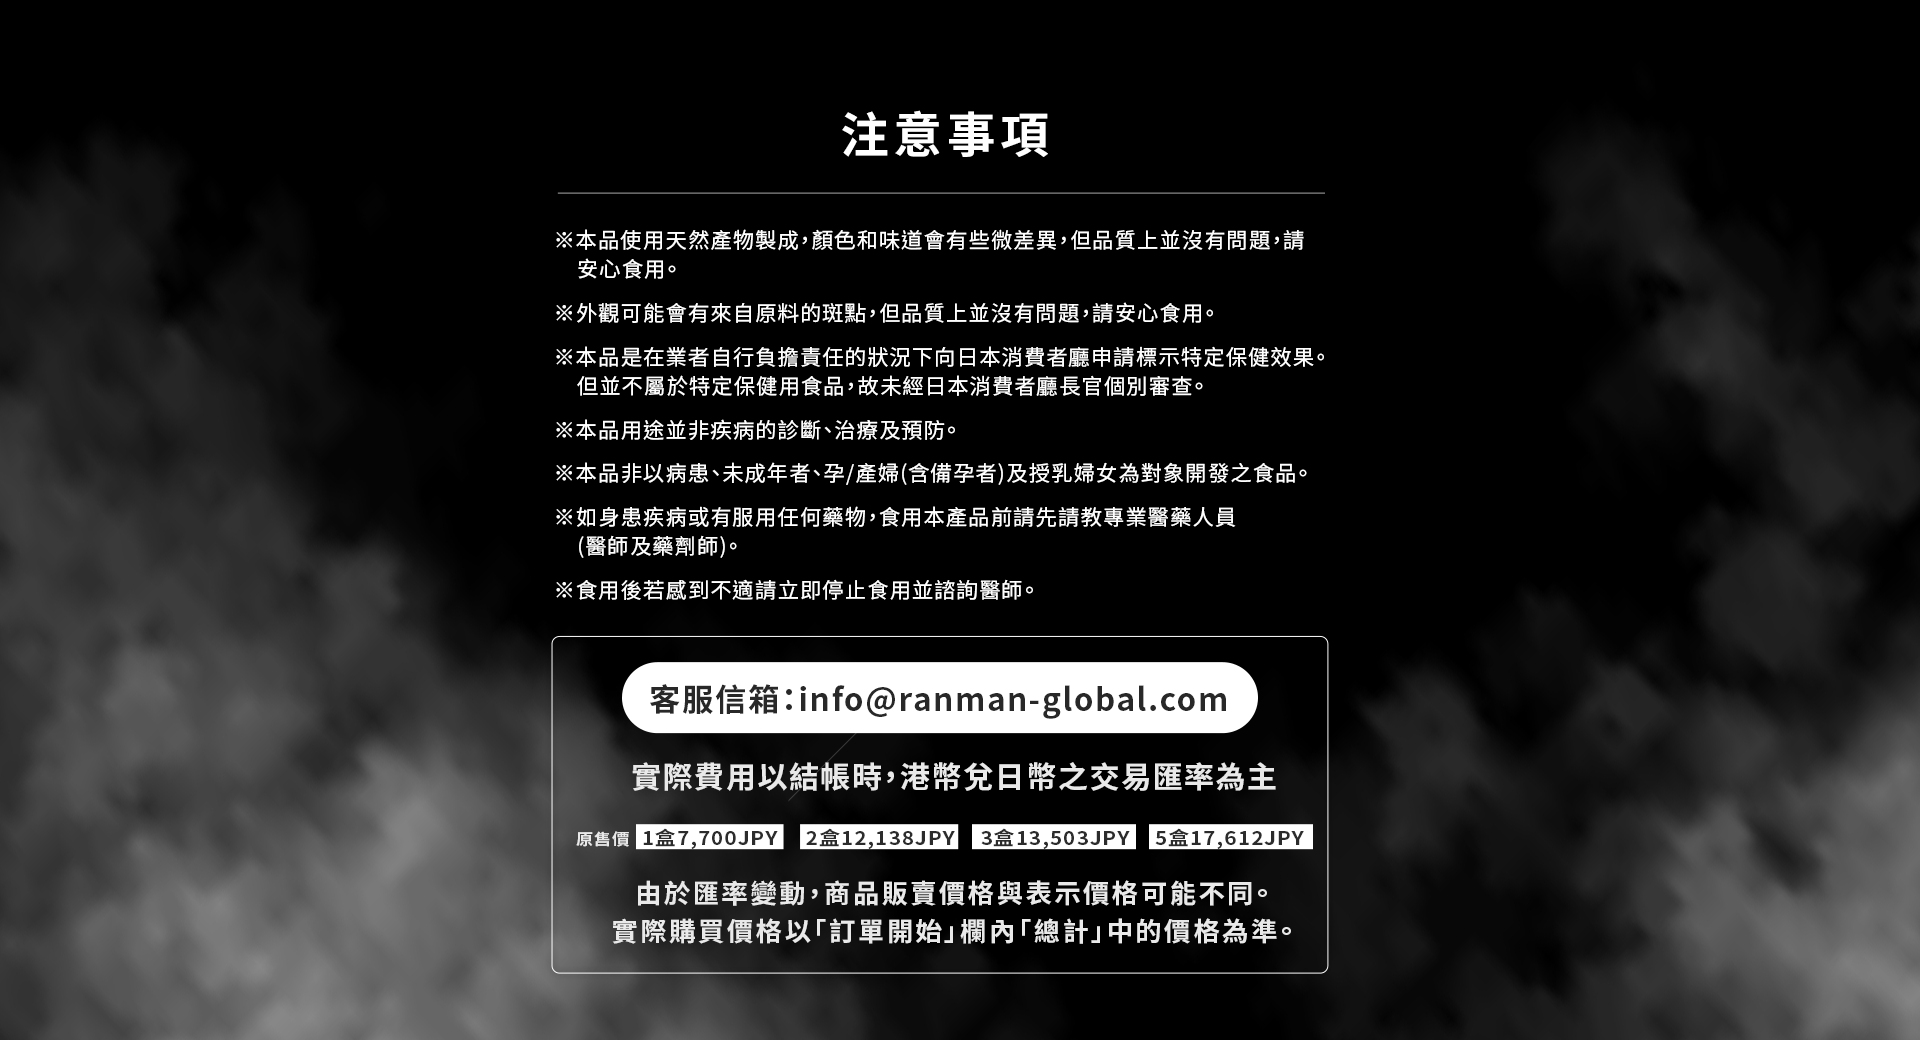 注意事項
※本品使用天然產物製成，顏色和味道會有些微差異，但品質上並沒有問題，請
安心食用。
※外觀可能會有來自原料的斑點，但品質上並沒有問題，請安心食用。
※本品是在業者自行負擔責任的狀況下向日本消費者廳申請標示特定保健效果。
但並不屬於特定保健用食品，故未經日本消費者廳長官個別審查。
※本品用途並非疾病的診斷、治療及預防。
※本品非以病患、未成年者、孕/產婦(含備孕者)及授乳婦女為對象開發之食品。
※如身患疾病或有服用任何藥物，食用本產品前請先請教專業醫藥人員
(醫師及藥劑師)。
※食用後若感到不適請立即停止食用並諮詢醫師。
客服信箱：info@ranman-global.com
實際費用以結帳時，港幣兌日幣之交易匯率為主
原售價 1盒7,700JPY 2盒12,138JPY 3盒13,503JPY 5盒17,612JPY
由於匯率變動，商品販賣價格與表示價格可能不同。
實際購買價格以「訂單開始」欄內「總計」中的價格為準。